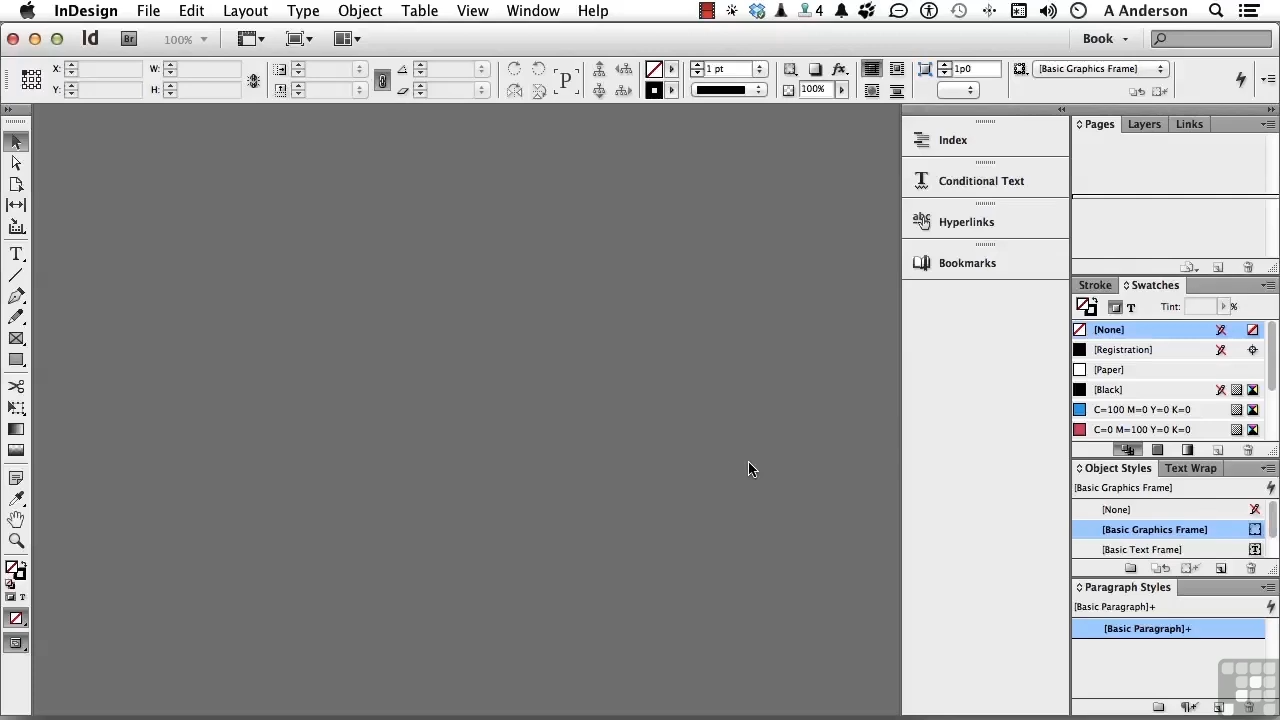 InDesign File Edit Layout Type Object Table View Window Help 4 A Anderson
Id Br 100% Book
X: W: 1 pt 1p0 [Basic Graphics Frame]
Y: H: 100%
Pages Layers Links
Index
Conditional Text
Hyperlinks
Bookmarks
Stroke Swatches
T Tint: %
[None]
[Registration]
[Paper]
[Black]
C=100 M=0 Y=0 K=0
C=0 M=100 Y=0 K=0
Object Styles Text Wrap
[Basic Graphics Frame]
[None]
[Basic Graphics Frame]
[Basic Text Frame]
Paragraph Styles
[Basic Paragraph]+
[Basic Paragraph]+